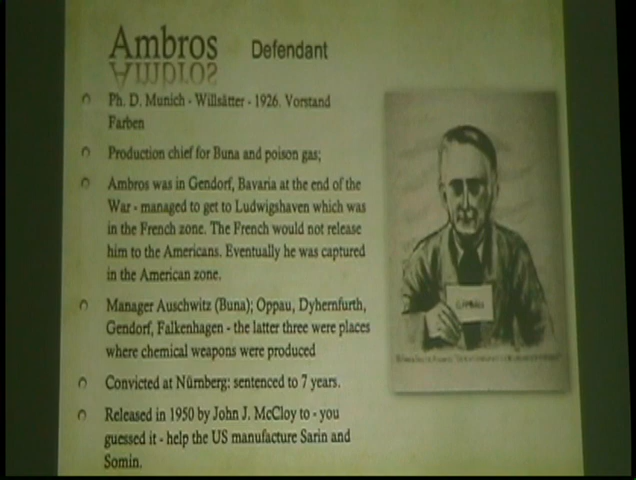 Ambros Defendant
Ph. D. Munich - Willsätter - 1926. Vorstand
Farben
Production chief for Buna and poison gas;
Ambros was in Gendorf, Bavaria at the end of the
War - managed to get to Ludwigshaven which was
in the French zone. The French would not release
him to the Americans. Eventually he was captured
in the American zone.
Manager Auschwitz (Buna); Oppau, Dyhernfurth,
Gendorf, Falkenhagen - the latter three were places
where chemical weapons were produced
Convicted at Nürnberg: sentenced to 7 years.
Released in 1950 by John J. McCloy to - you
guessed it - help the US manufacture Sarin and
Somin.